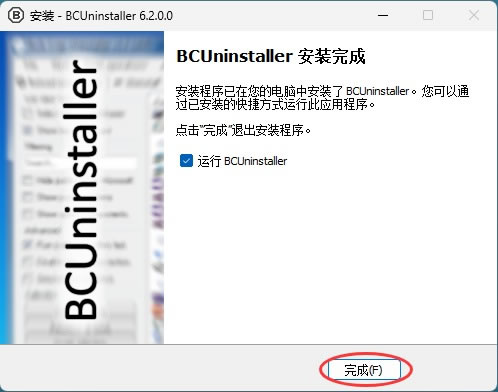 安装 - BCUninstaller 6.2.0.0
BCUninstaller 安装完成
安装程序已在您的电脑中安装了 BCUninstaller。您可以通
过已安装的快捷方式运行此应用程序。
点击"完成"退出安装程序。
运行 BCUninstaller
BCUninstaller
完成(F)